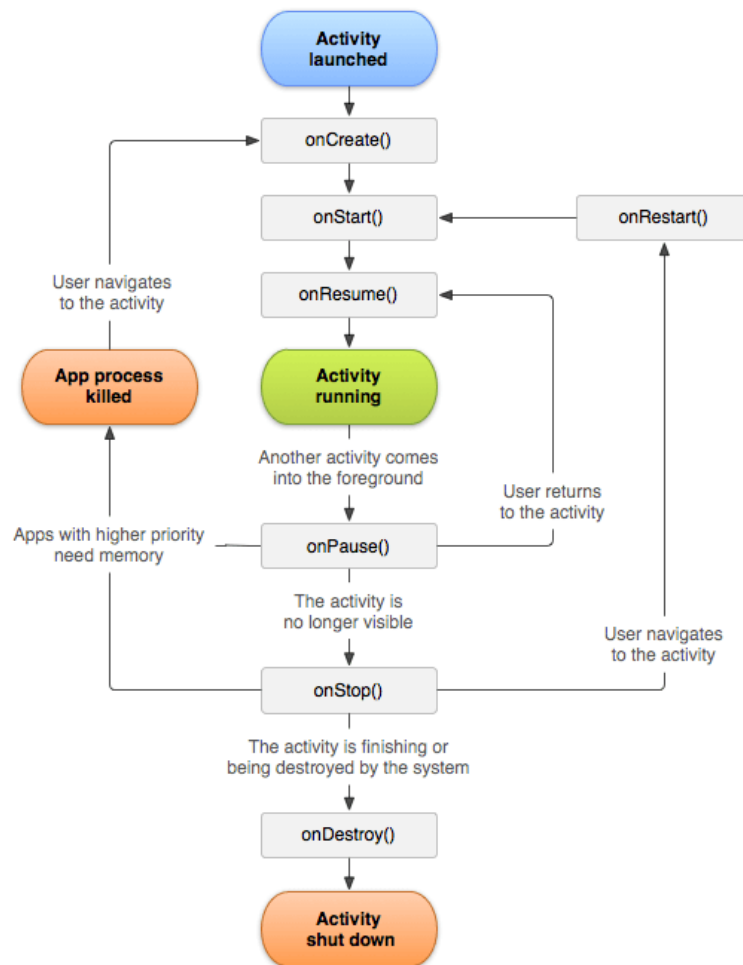 Activity
launched
onCreate()
onStart()
onRestart()
User navigates
to the activity
onResume()
App process
killed
Activity
running
Another activity comes
into the foreground
User returns
to the activity
Apps with higher priority
need memory
onPause()
The activity is
no longer visible
User navigates
to the activity
onStop()
The activity is finishing or
being destroyed by the system
onDestroy()
Activity
shut down